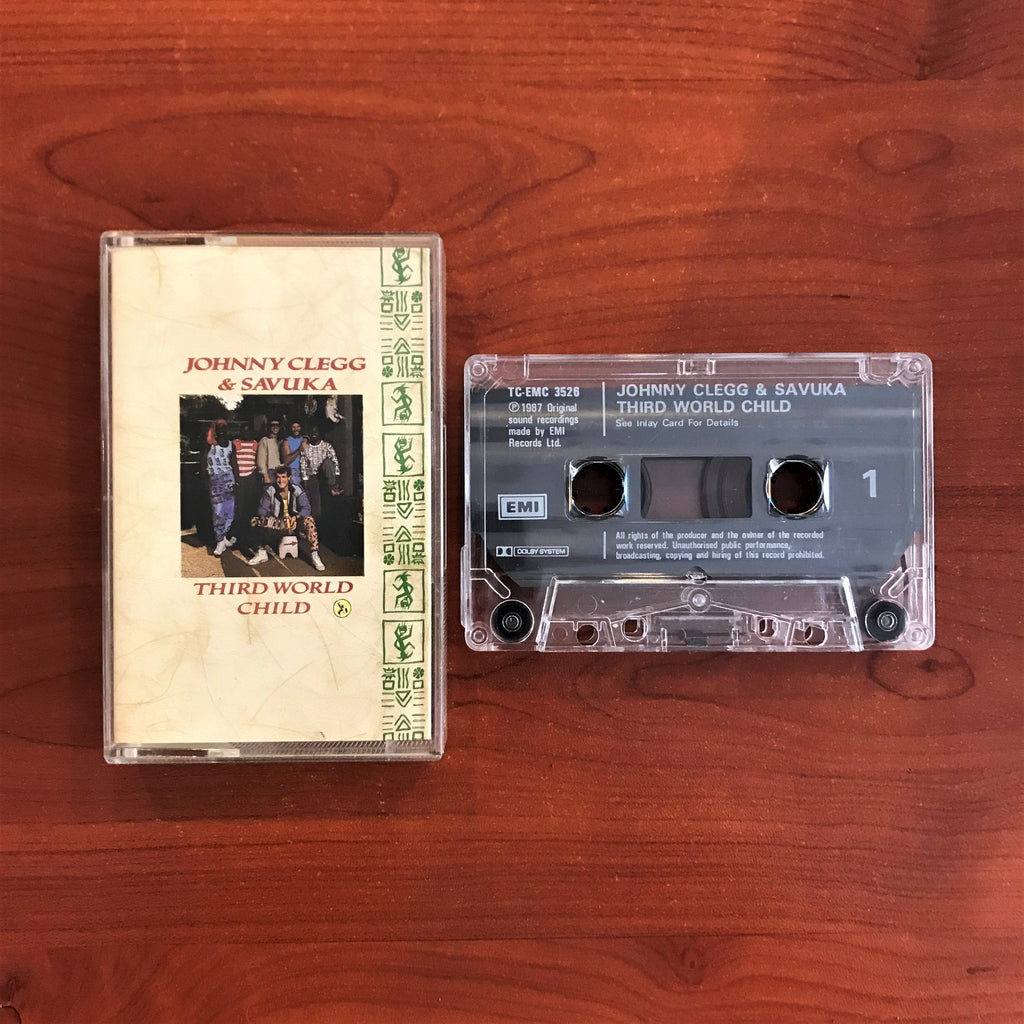 JOHNNY CLEGG
& SAVUKA
THIRD WORLD
CHILD
TC-EMC 3526
℗ 1987 Original
sound recordings
made by EMI
Records Ltd.
JOHNNY CLEGG & SAVUKA
THIRD WORLD CHILD
See Inlay Card For Details
1
EMI
DOLBY SYSTEM
All rights of the producer and the owner of the recorded
work reserved. Unauthorised public performance,
broadcasting, copying and hiring of this record prohibited.